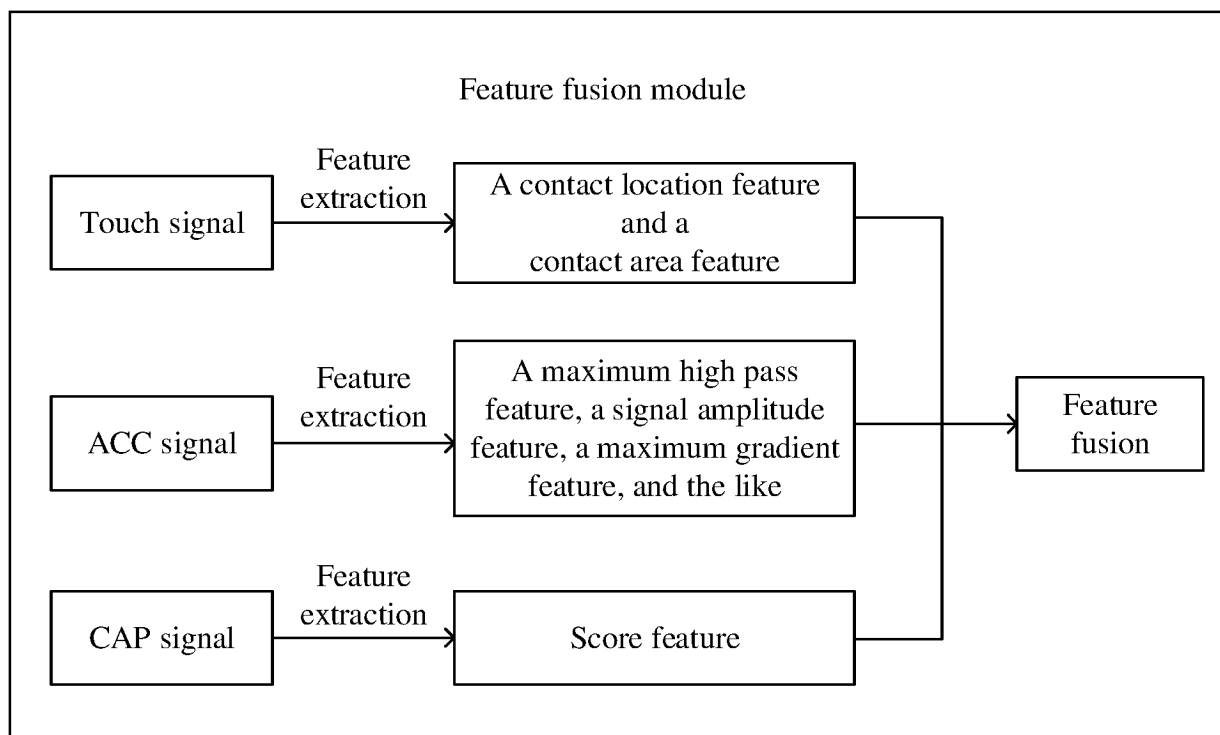 Feature fusion module
Feature
extraction
Touch signal
A contact location feature
and a
contact area feature
Feature
extraction
ACC signal
A maximum high pass
feature, a signal amplitude
feature, a maximum gradient
feature, and the like
Feature
fusion
Feature
extraction
CAP signal
Score feature